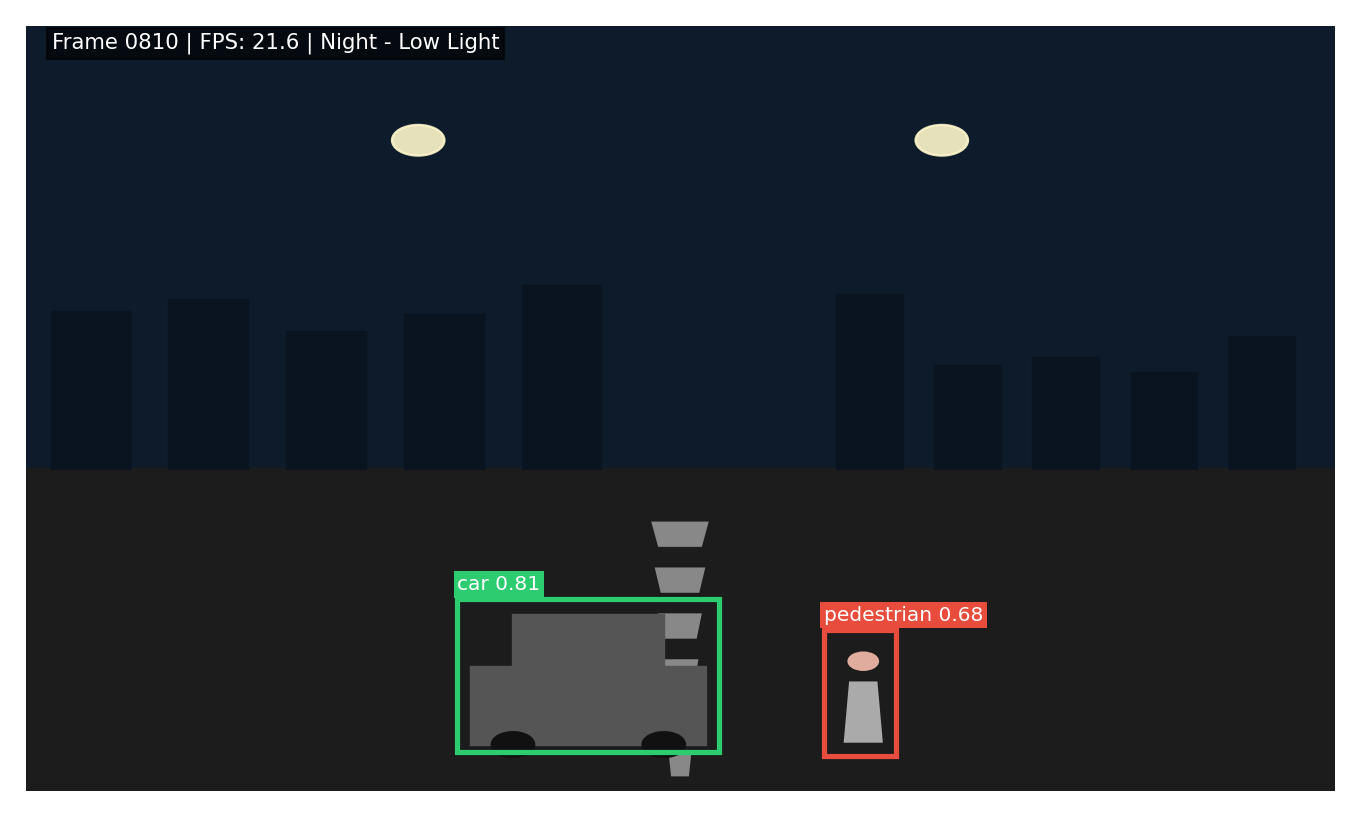 Frame 0810 | FPS: 21.6 | Night - Low Light
car 0.81
pedestrian 0.68